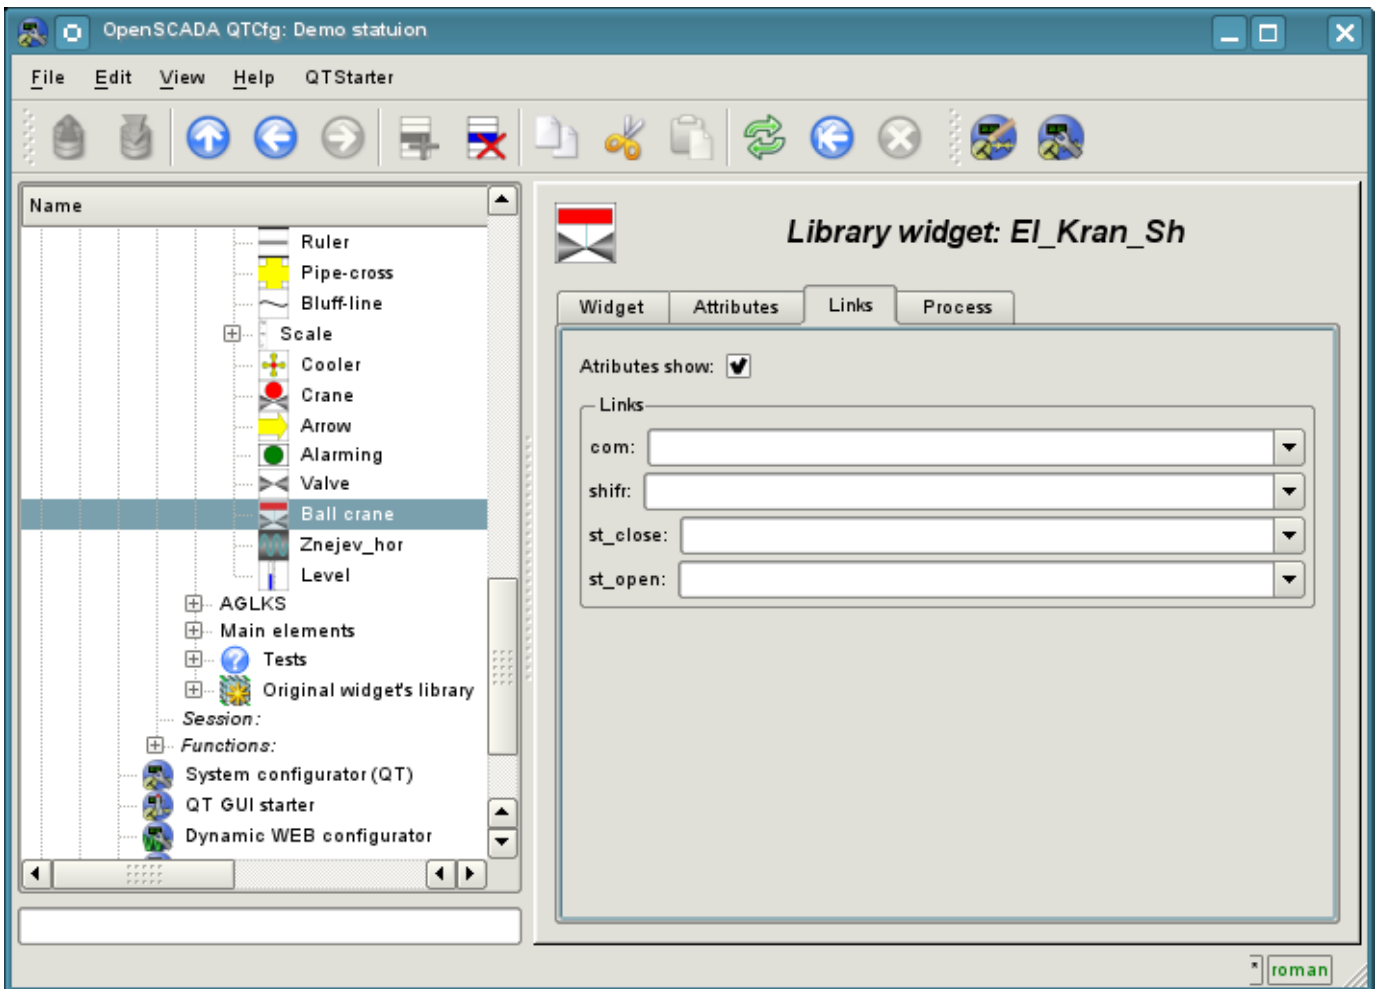 OpenSCADA QTCfg: Demo statuion
File Edit View Help QTStarter
Name
Ruler
Pipe-cross
Bluff-line
Scale
Cooler
Crane
Arrow
Alarming
Valve
Ball crane
Znejev_hor
Level
AGLKS
Main elements
Tests
Original widget's library
Session:
Functions:
System configurator (QT)
QT GUI starter
Dynamic WEB configurator
Library widget: El_Kran_Sh
Widget Attributes Links Process
Atributes show:
Links
com:
shifr:
st_close:
st_open:
* roman